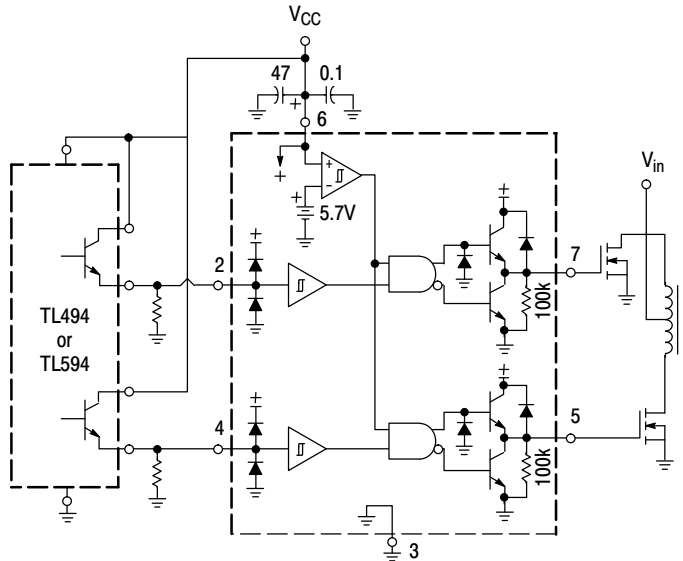 VCC
47
0.1
+
6
+
+
−
+
5.7V
Vin
+
+
2
7
100k
TL494
or
TL594
+
+
4
5
100k
3